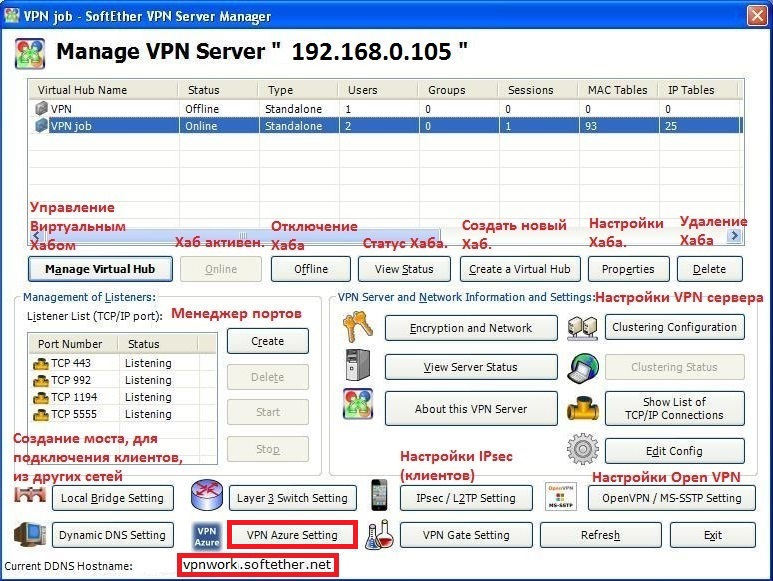 VPN job - SoftEther VPN Server Manager
Manage VPN Server " 192.168.0.105 "
Virtual Hub Name Status Type Users Groups Sessions MAC Tables IP Tables
VPN Offline Standalone 1 0 0 0 0
VPN job Online Standalone 2 0 1 93 25
Управление
Виртуальным
Хабом
Хаб активен.
Отключение
Хаба
Статус Хаба.
Создать новый
Хаб.
Настройки
Хаба.
Удаление
Хаба
Manage Virtual Hub Online Offline View Status Create a Virtual Hub Properties Delete
Management of Listeners:
Listener List (TCP/IP port):
Менеджер портов
Port Number Status
TCP 443 Listening
TCP 992 Listening
TCP 1194 Listening
TCP 5555 Listening
Create
Delete
Start
Stop
VPN Server and Network Information and Settings:
Настройки VPN сервера
Encryption and Network
Clustering Configuration
View Server Status
Clustering Status
About this VPN Server
Show List of
TCP/IP Connections
Edit Config
Создание моста, для
подключения клиентов,
из других сетей
Настройки IPsec
(клиентов)
Настройки Open VPN
Local Bridge Setting
Layer 3 Switch Setting
IPsec / L2TP Setting
OpenVPN
MS-SSTP
OpenVPN / MS-SSTP Setting
Dynamic DNS Setting
VPN
Azure
VPN Azure Setting
VPN Gate Setting
Refresh
Exit
Current DDNS Hostname: vpnwork.softether.net